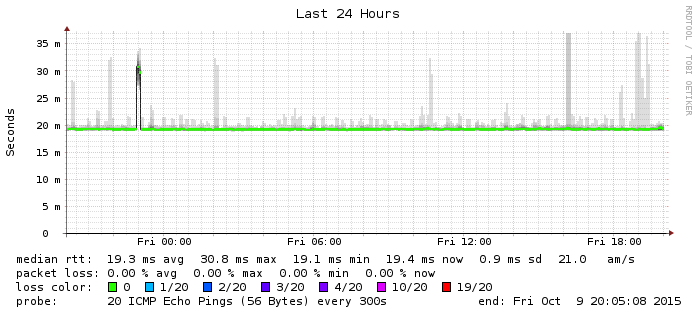 Last 24 Hours
RRDTOOL / TOBI OETIKER
Seconds
35 m
30 m
25 m
20 m
15 m
10 m
5 m
0
Fri 00:00 Fri 06:00 Fri 12:00 Fri 18:00
median rtt: 19.3 ms avg 30.8 ms max 19.1 ms min 19.4 ms now 0.9 ms sd 21.0 am/s
packet loss: 0.00 % avg 0.00 % max 0.00 % min 0.00 % now
loss color: 0 1/20 2/20 3/20 4/20 10/20 19/20
probe: 20 ICMP Echo Pings (56 Bytes) every 300s end: Fri Oct 9 20:05:08 2015